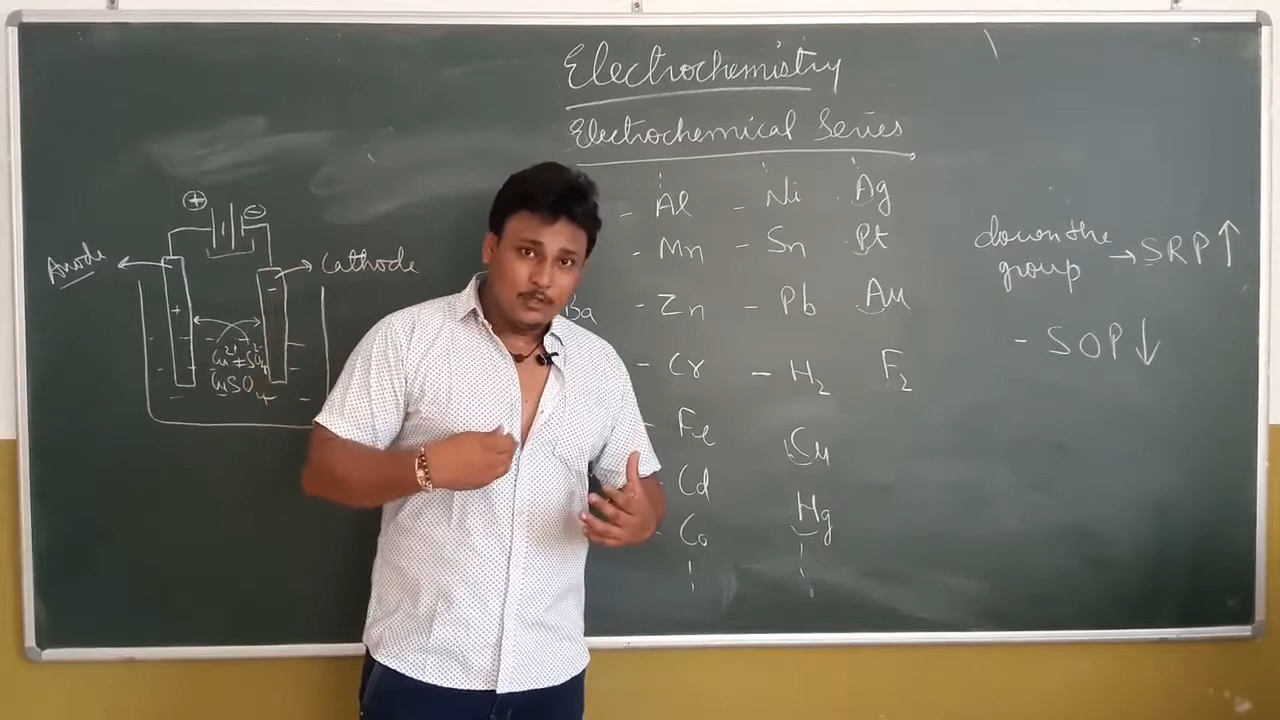 Electrochemistry
Electrochemical Series
⊕ ⊖
Anode
Cathode
+ -
Cu²⁺ + SO₄²⁻
CuSO₄
Ba
- Al
- Mn
- Zn
- Cr
- Fe
Cd
- Co
- Ni
- Sn
- Pb
- H₂
Cu
Hg
Ag
Pt
Au
F₂
down the
group → SRP ↑
- SOP ↓